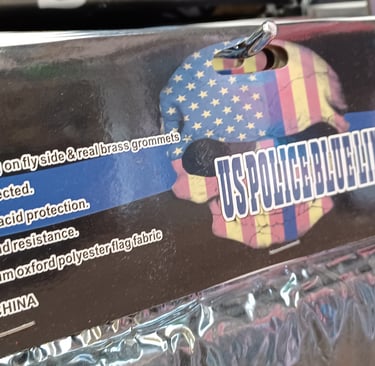 on fly side & real brass grommets
ected.
acid protection.
d resistance.
m oxford polyester flag fabric
CHINA
US POLICE BLUE LI